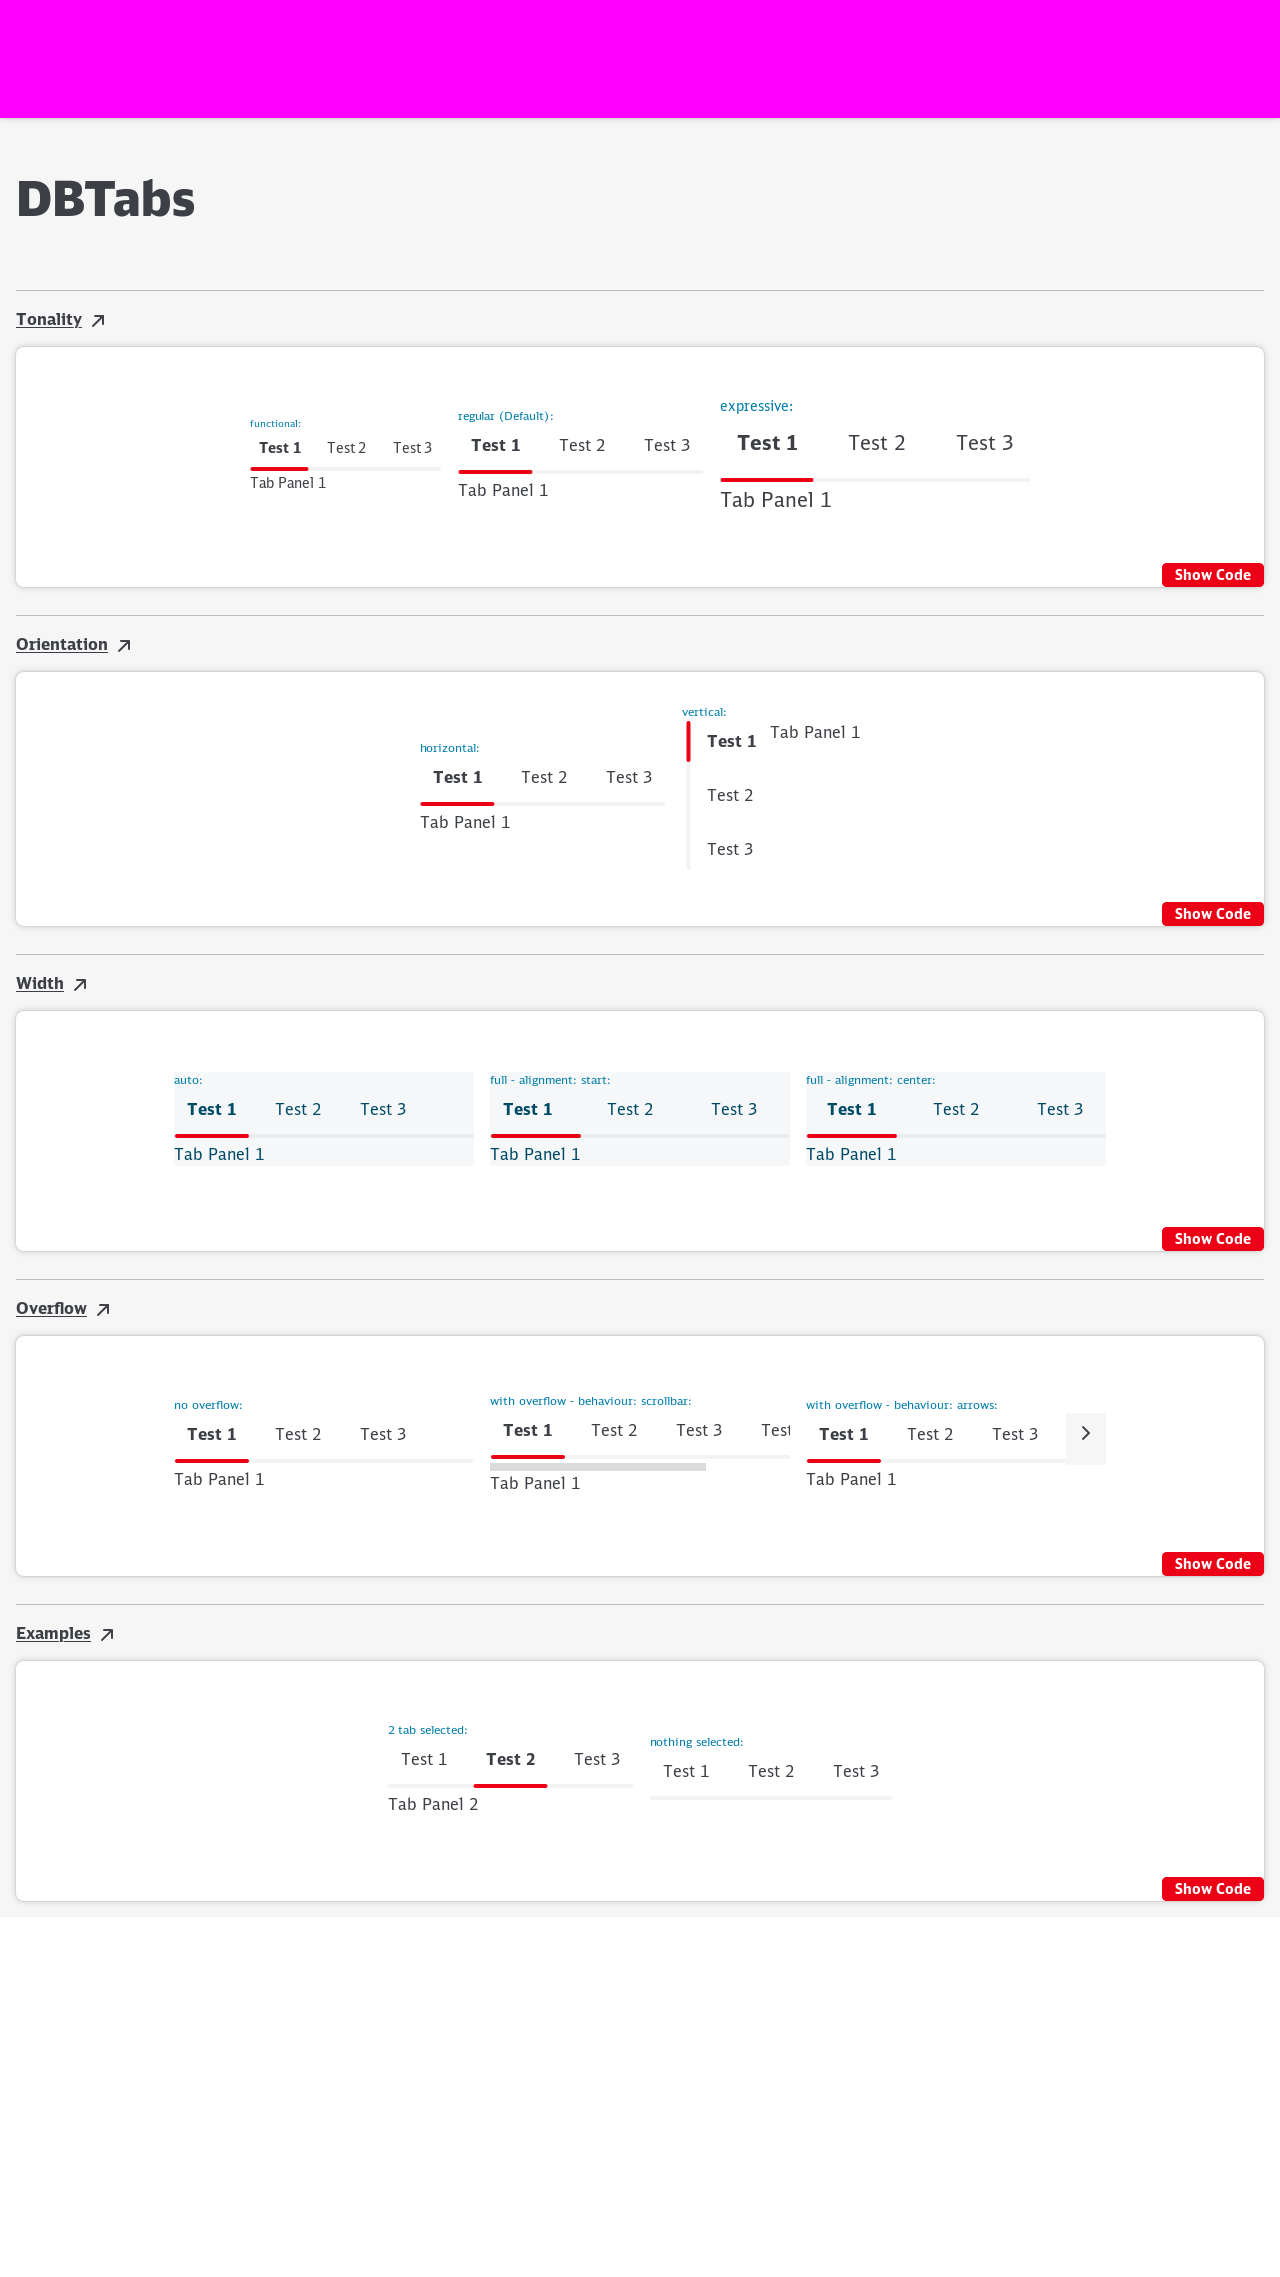 DBTabs
Tonality
functional:
Test 1 Test 2 Test 3
Tab Panel 1
regular (Default):
Test 1 Test 2 Test 3
Tab Panel 1
expressive:
Test 1 Test 2 Test 3
Tab Panel 1
Show Code
Orientation
horizontal:
Test 1 Test 2 Test 3
Tab Panel 1
vertical:
Test 1 Tab Panel 1
Test 2
Test 3
Show Code
Width
auto:
Test 1 Test 2 Test 3
Tab Panel 1
full - alignment: start:
Test 1 Test 2 Test 3
Tab Panel 1
full - alignment: center:
Test 1 Test 2 Test 3
Tab Panel 1
Show Code
Overflow
no overflow:
Test 1 Test 2 Test 3
Tab Panel 1
with overflow - behaviour: scrollbar:
Test 1 Test 2 Test 3 Test
Tab Panel 1
with overflow - behaviour: arrows:
Test 1 Test 2 Test 3
Tab Panel 1
Show Code
Examples
2 tab selected:
Test 1 Test 2 Test 3
Tab Panel 2
nothing selected:
Test 1 Test 2 Test 3
Show Code